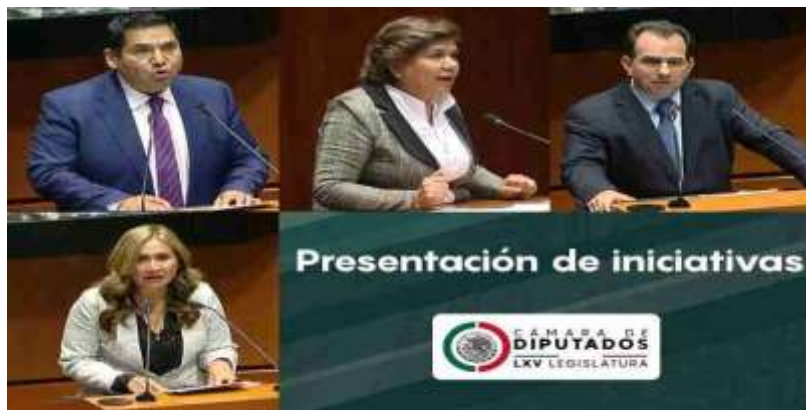 Presentación de iniciativas
CÁMARA DE
DIPUTADOS
LXV LEGISLATURA